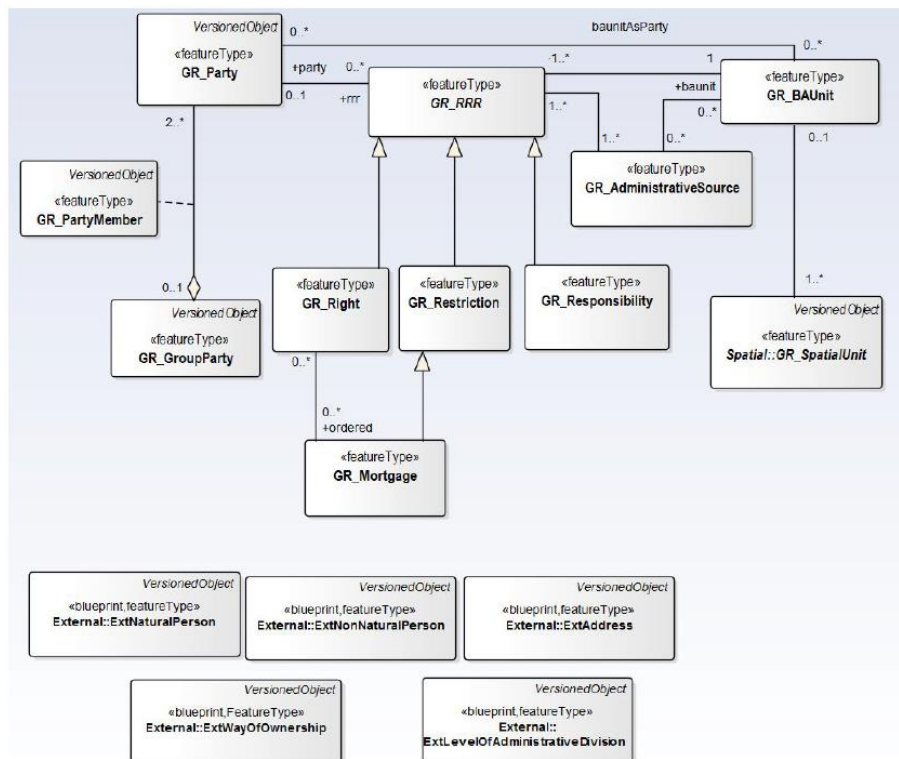 VersionedObject
«featureType»
GR_Party
0..*
baunitAsParty
0..*
+party
0..*
0..1
+rrr
«featureType»
GR_RRR
-1..*
1
+baunit
«featureType»
GR_BAUnit
1..*
0..*
0..1
1..*
0..*
«featureType»
GR_AdministrativeSource
2..*
VersionedObject
«featureType»
GR_PartyMember
0..1
VersionedObject
«featureType»
GR_GroupParty
«featureType»
GR_Right
«featureType»
GR_Restriction
«featureType»
GR_Responsibility
1..*
VersionedObject
«featureType»
Spatial::GR_SpatialUnit
0..*
0..*
+ordered
«featureType»
GR_Mortgage
VersionedObject
«blueprint,featureType»
External::ExtNaturalPerson
VersionedObject
«blueprint,featureType»
External::ExtNonNaturalPerson
VersionedObject
«blueprint,featureType»
External::ExtAddress
VersionedObject
«blueprint,FeatureType»
External::ExtWayOfOwnership
VersionedObject
«blueprint,featureType»
External::
ExtLevelOfAdministrativeDivision